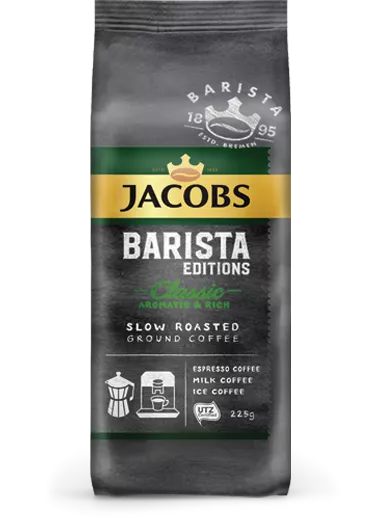 BARISTA
18 95
ESTD. BREMEN
JACOBS
BARISTA
EDITIONS
Classic
AROMATIC & RICH
SLOW ROASTED
GROUND COFFEE
ESPRESSO COFFEE
MILK COFFEE
ICE COFFEE
UTZ
Certified
225g